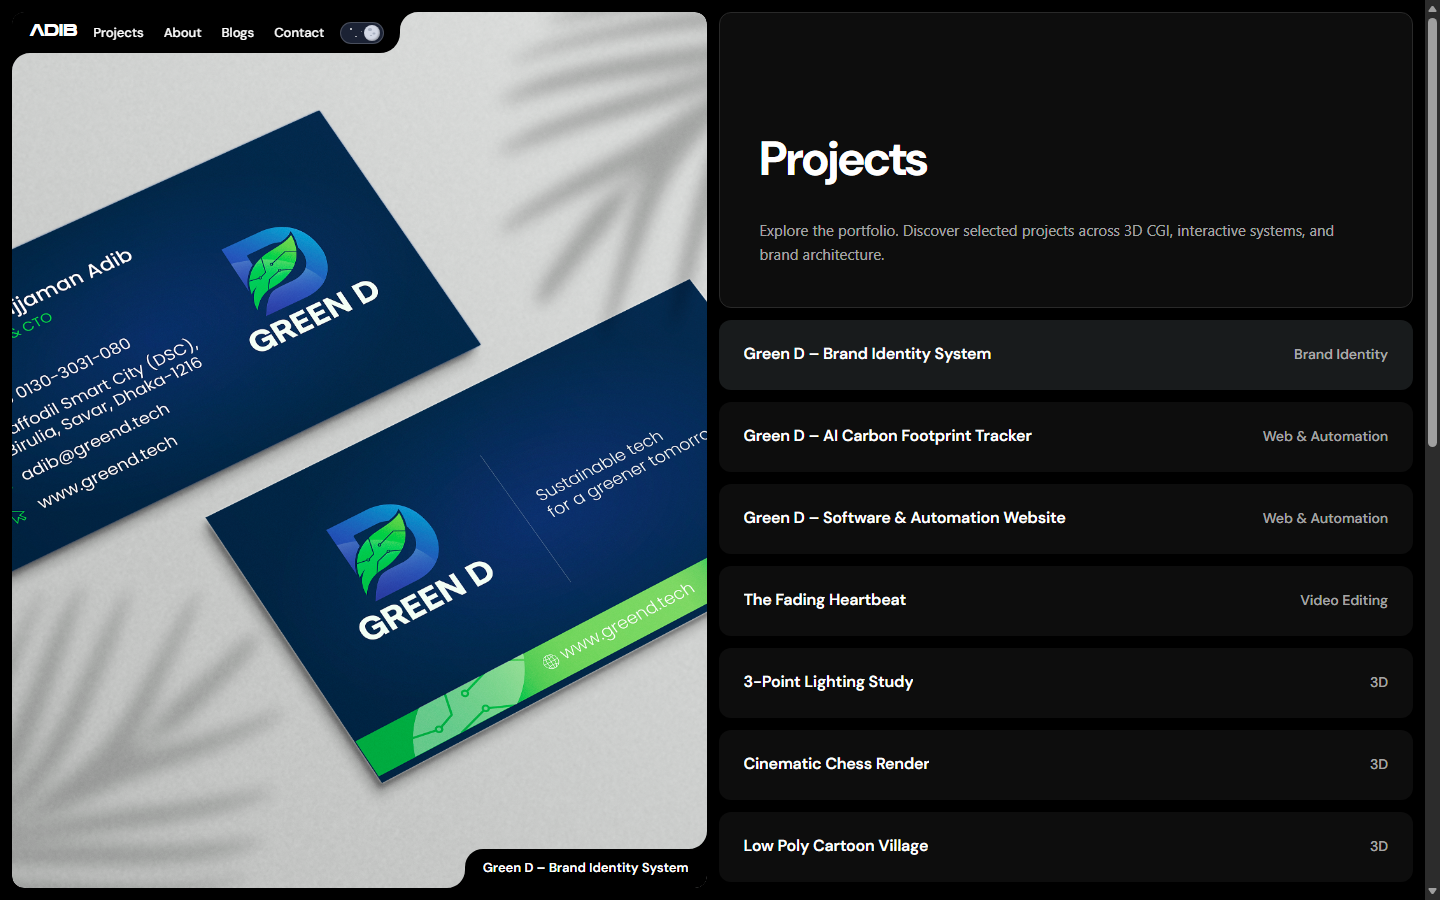 ADIB
Projects
About
Blogs
Contact
jjaman Adib
& CTO
0130-3031-080
affodil Smart City (DSC),
Birulia, Savar, Dhaka-1216
adib@greend.tech
www.greend.tech
GREEN D
GREEN D
Sustainable tech
for a greener tomorro
www.greend.tech
Green D – Brand Identity System
Projects
Explore the portfolio. Discover selected projects across 3D CGI, interactive systems, and
brand architecture.
Green D – Brand Identity System
Brand Identity
Green D – AI Carbon Footprint Tracker
Web & Automation
Green D – Software & Automation Website
Web & Automation
The Fading Heartbeat
Video Editing
3-Point Lighting Study
3D
Cinematic Chess Render
3D
Low Poly Cartoon Village
3D